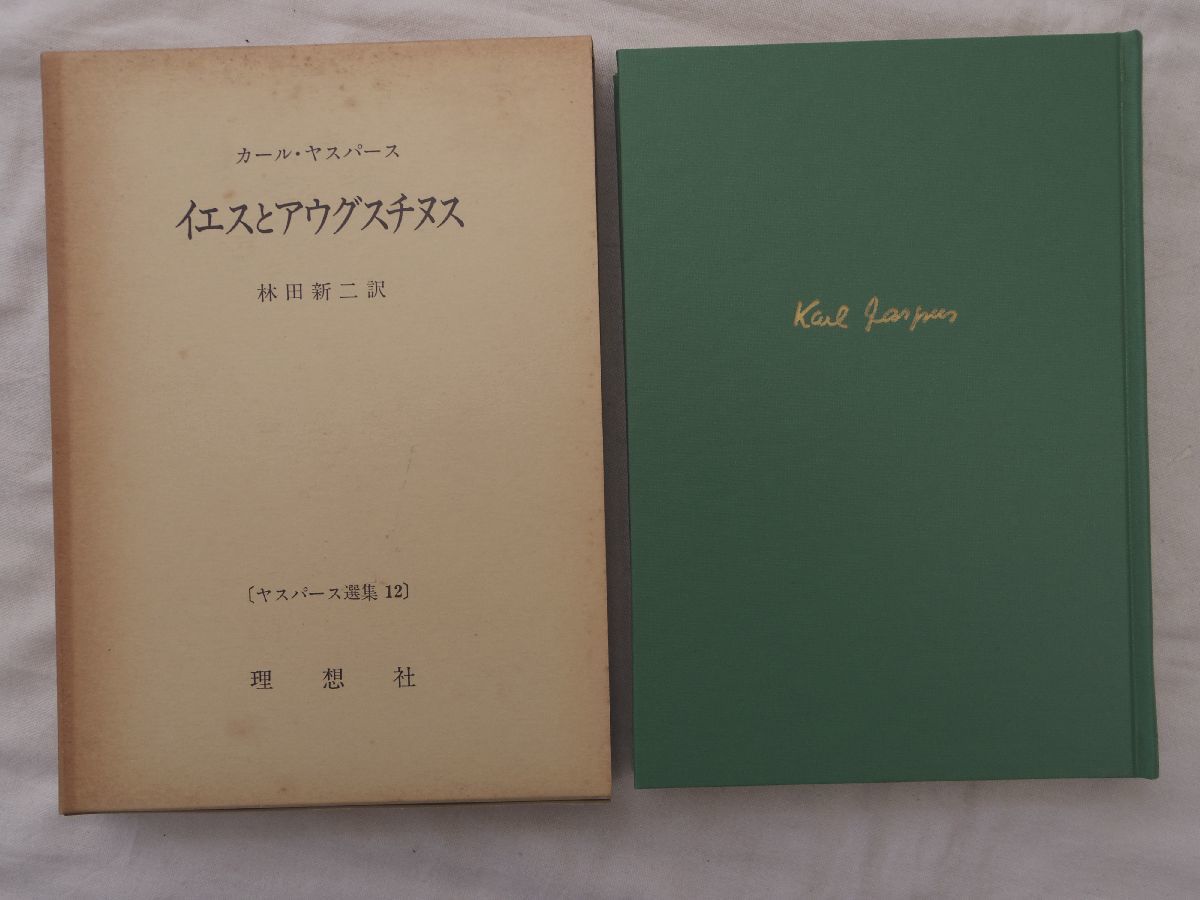 カール・ヤスパース
イエスとアウグスチヌス
林田新二訳
〔ヤスパース選集 12〕
理想社
Karl Jaspers